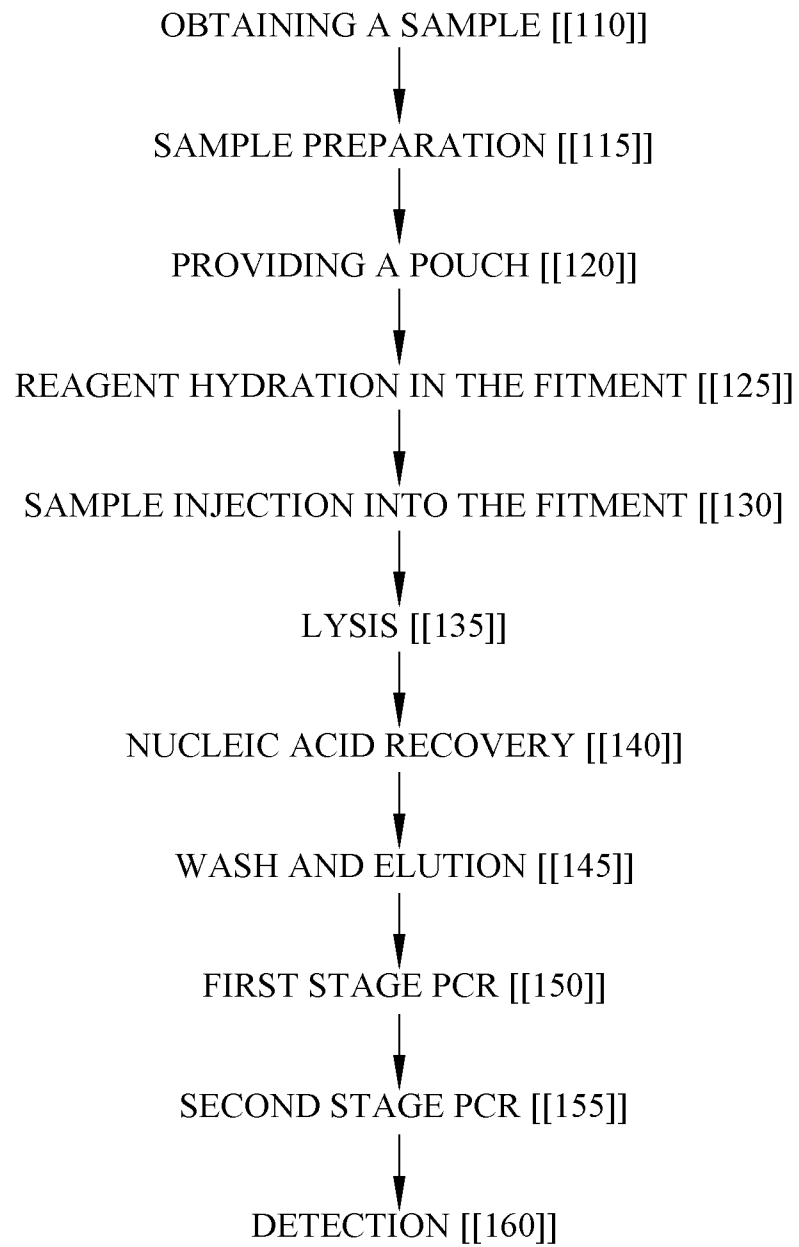 OBTAINING A SAMPLE [[110]]
SAMPLE PREPARATION [[115]]
PROVIDING A POUCH [[120]]
REAGENT HYDRATION IN THE FITMENT [[125]]
SAMPLE INJECTION INTO THE FITMENT [[130]
LYSIS [[135]]
NUCLEIC ACID RECOVERY [[140]]
WASH AND ELUTION [[145]]
FIRST STAGE PCR [[150]]
SECOND STAGE PCR [[155]]
DETECTION [[160]]